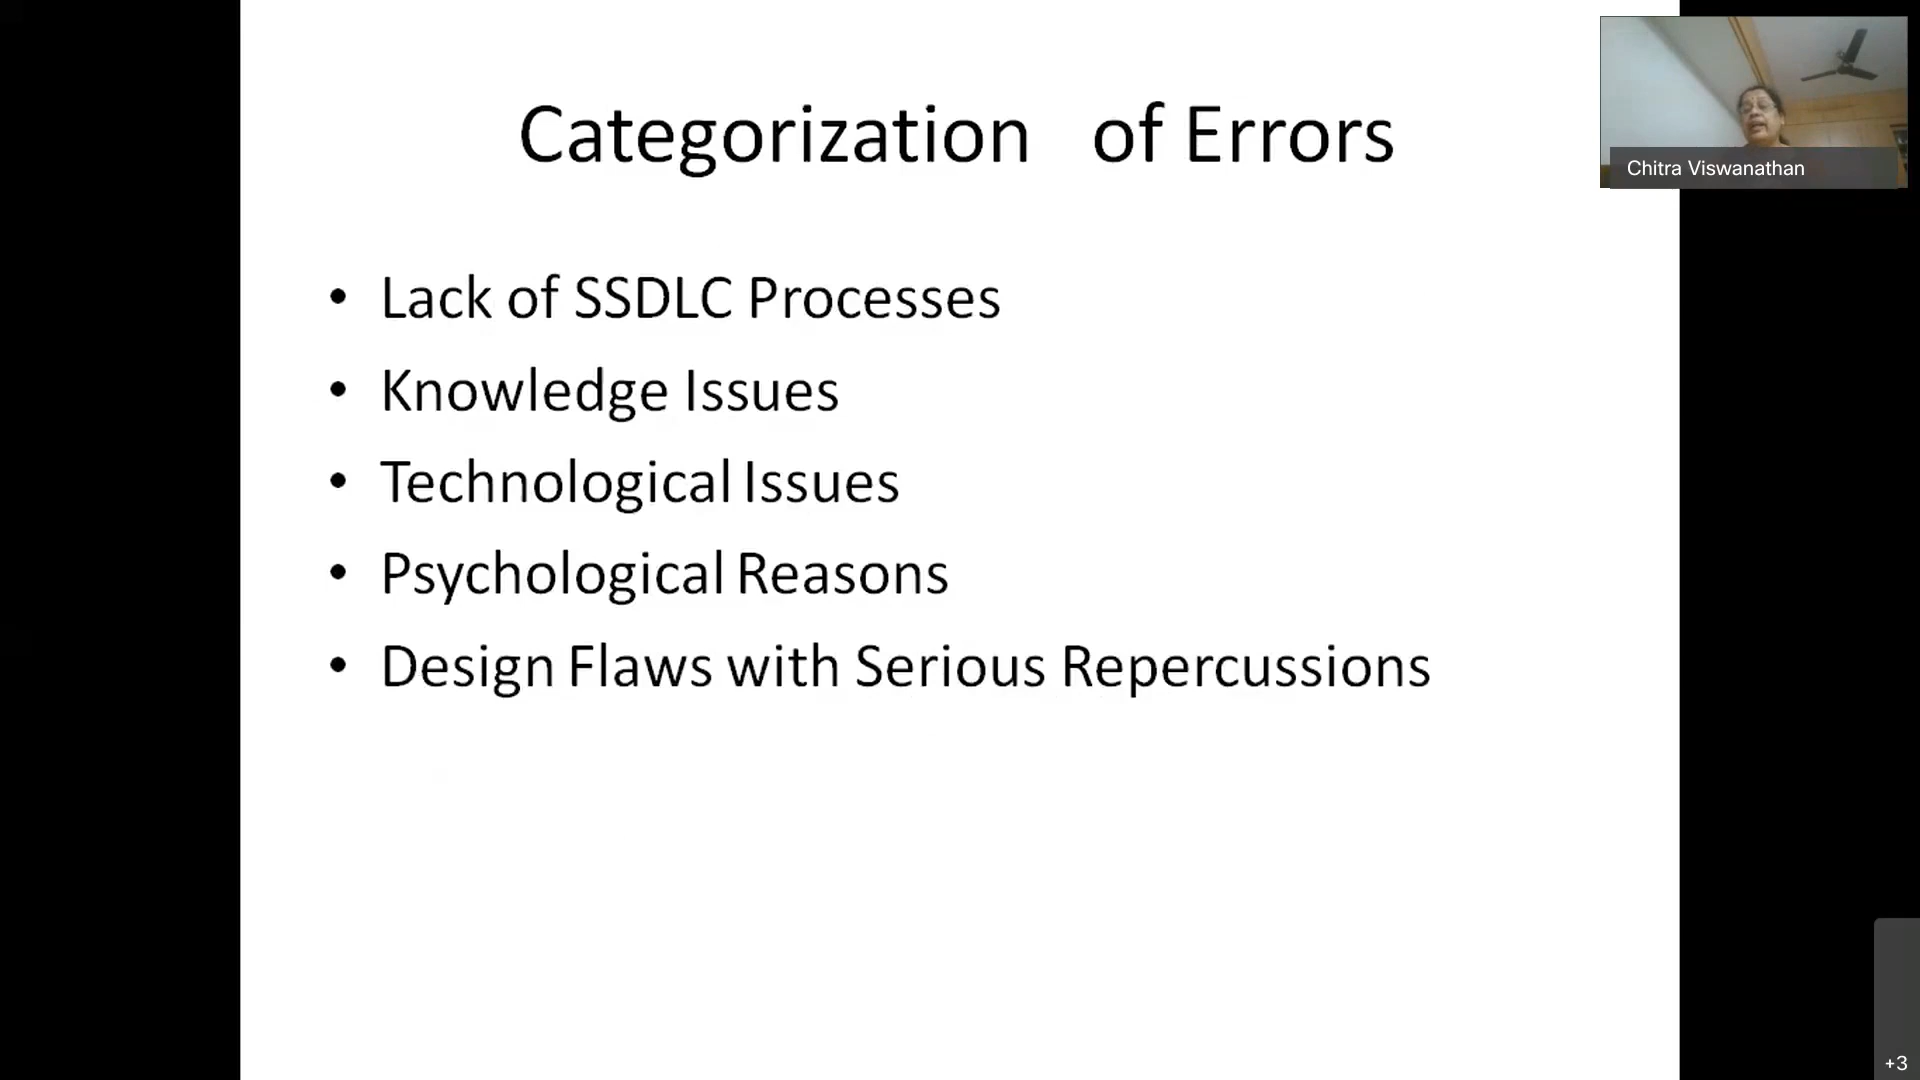 Categorization of Errors
• Lack of SSDLC Processes
• Knowledge Issues
• Technological Issues
• Psychological Reasons
• Design Flaws with Serious Repercussions
Chitra Viswanathan
+3